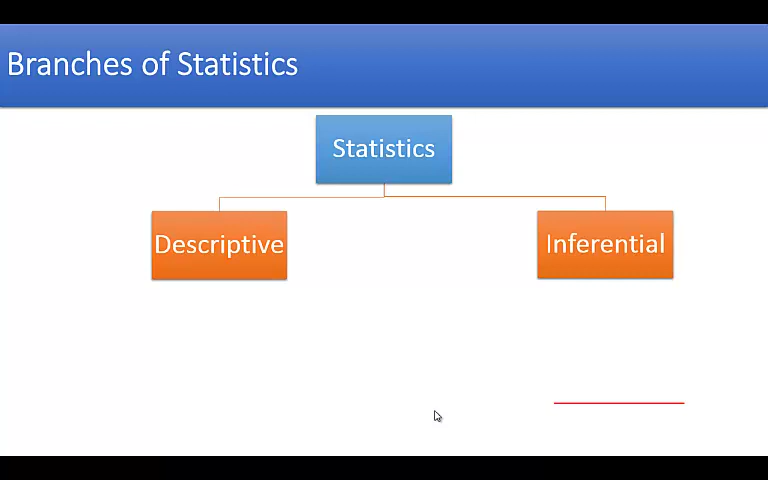 Branches of Statistics
Statistics
Descriptive
Inferential